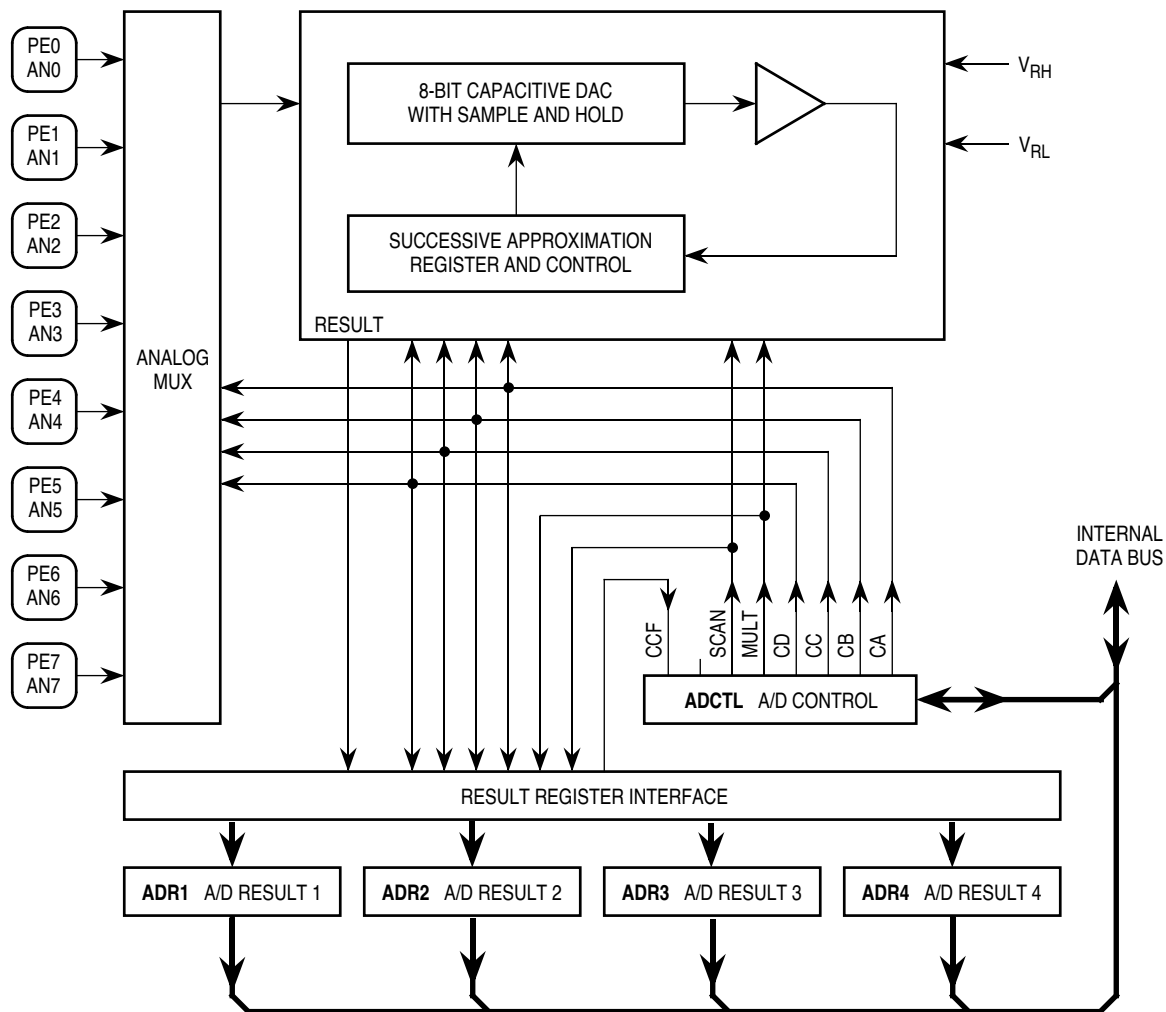 PE0
AN0
PE1
AN1
PE2
AN2
PE3
AN3
PE4
AN4
PE5
AN5
PE6
AN6
PE7
AN7
ANALOG
MUX
8-BIT CAPACITIVE DAC
WITH SAMPLE AND HOLD
SUCCESSIVE APPROXIMATION
REGISTER AND CONTROL
RESULT
VRH
VRL
INTERNAL
DATA BUS
CCF
SCAN
MULT
CD
CC
CB
CA
ADCTL A/D CONTROL
RESULT REGISTER INTERFACE
ADR1 A/D RESULT 1
ADR2 A/D RESULT 2
ADR3 A/D RESULT 3
ADR4 A/D RESULT 4